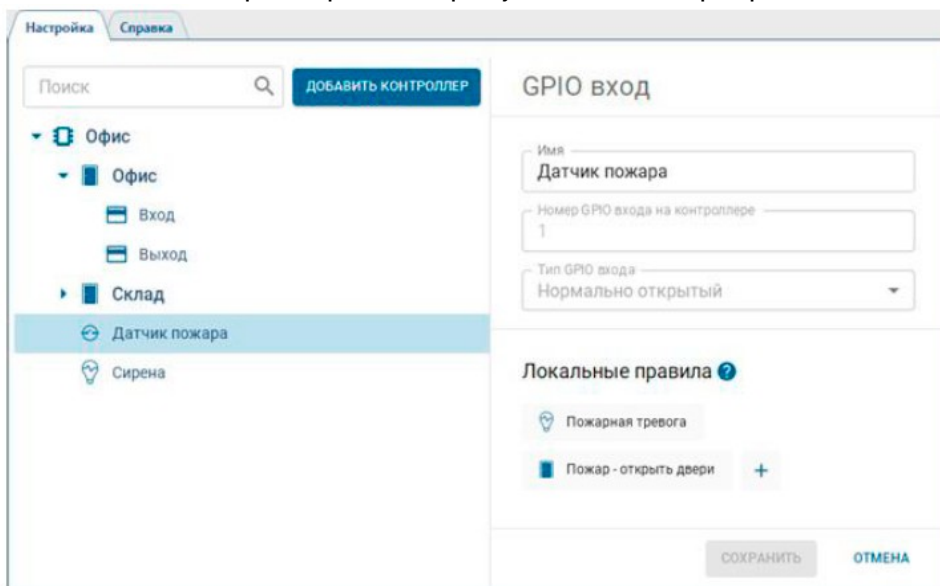 Настройка Справка
Поиск ДОБАВИТЬ КОНТРОЛЛЕР
Офис
Офис
Вход
Выход
Склад
Датчик пожара
Сирена
GPIO вход
Имя
Датчик пожара
Номер GPIO входа на контроллере
1
Тип GPIO входа
Нормально открытый
Локальные правила ?
Пожарная тревога
Пожар - открыть двери +
СОХРАНИТЬ ОТМЕНА